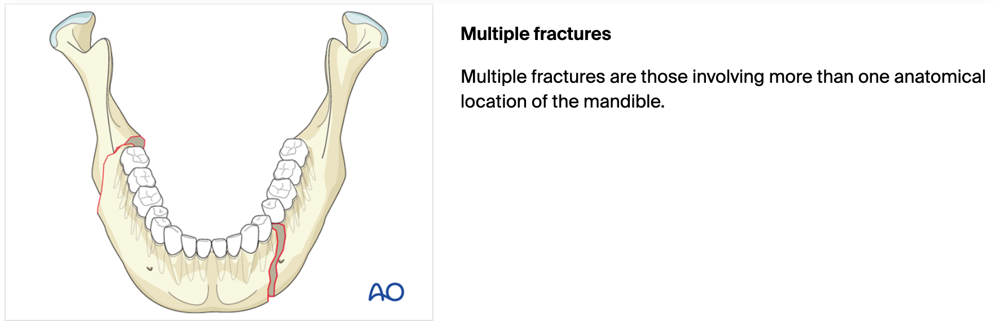 Multiple fractures
Multiple fractures are those involving more than one anatomical
location of the mandible.
AO